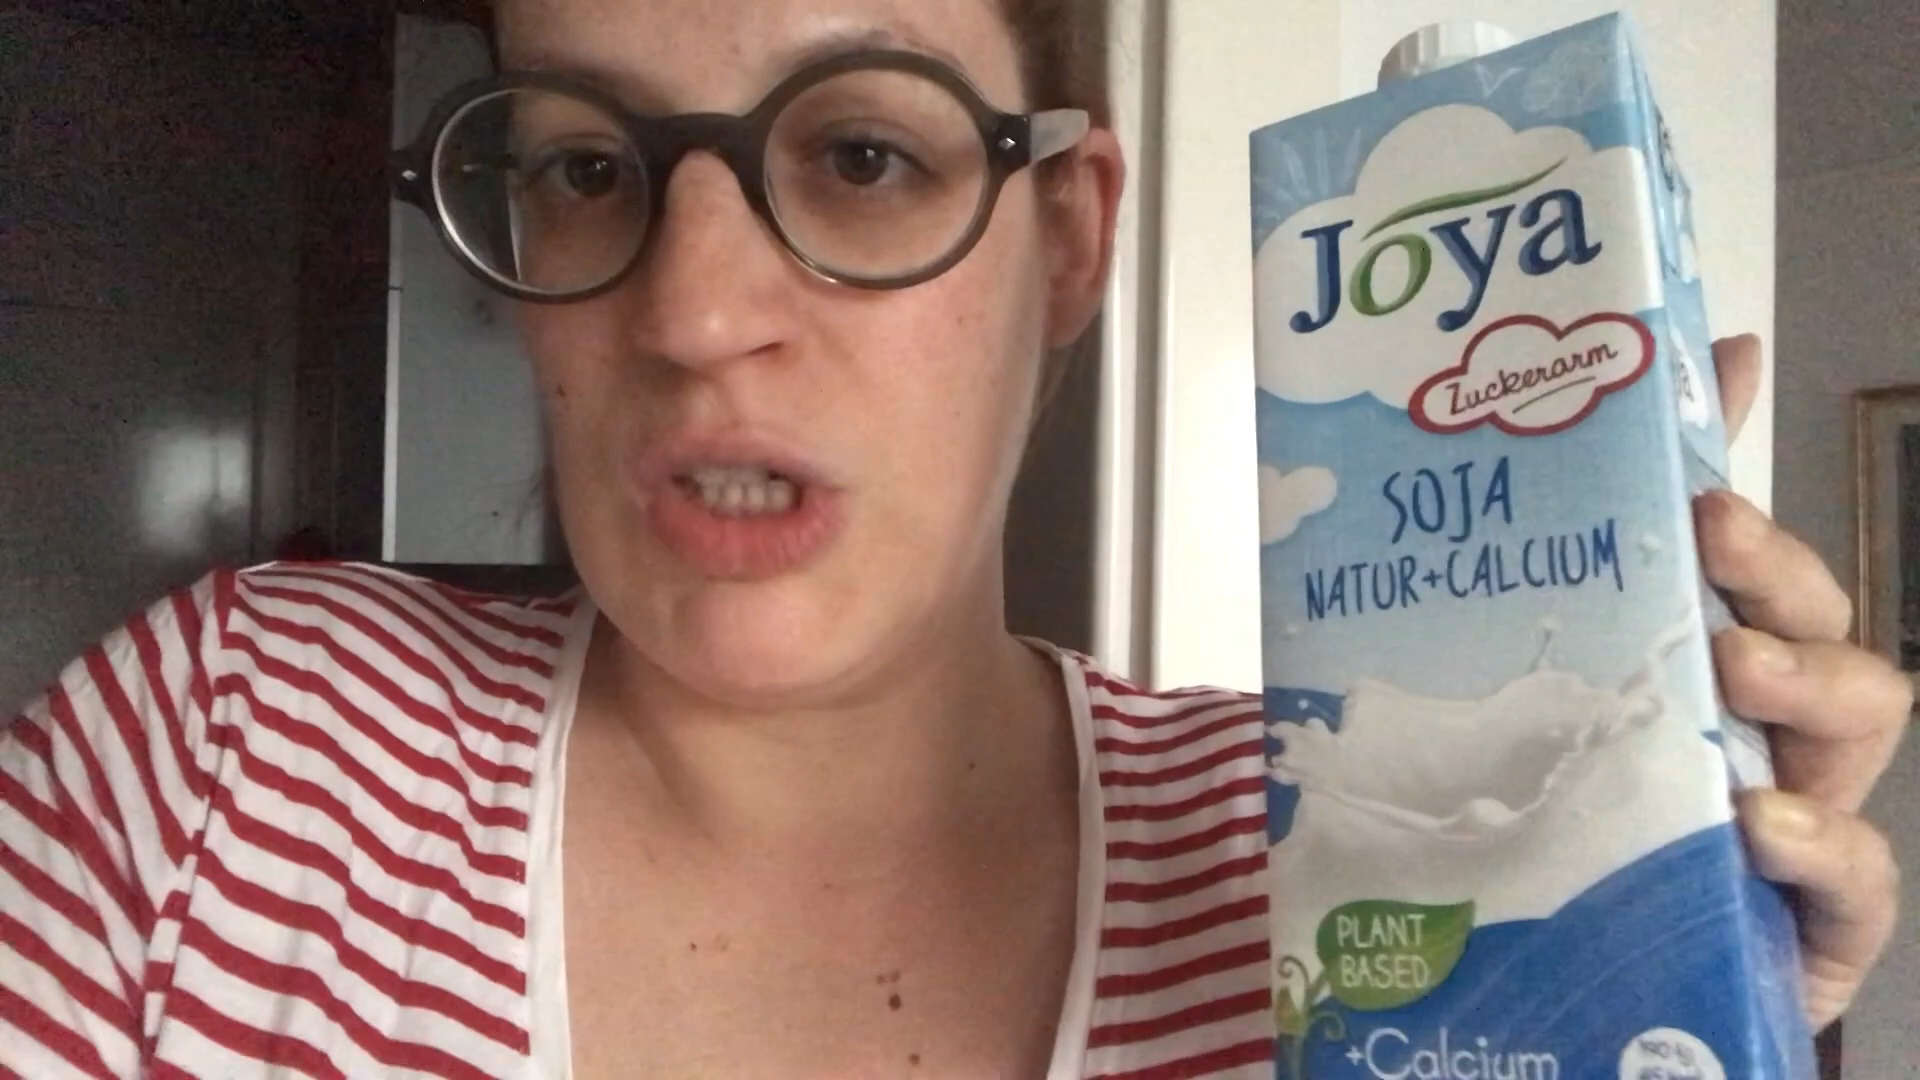 Joya
Zuckerarm
SOJA
NATUR+CALCIUM
PLANT
BASED
+Calcium